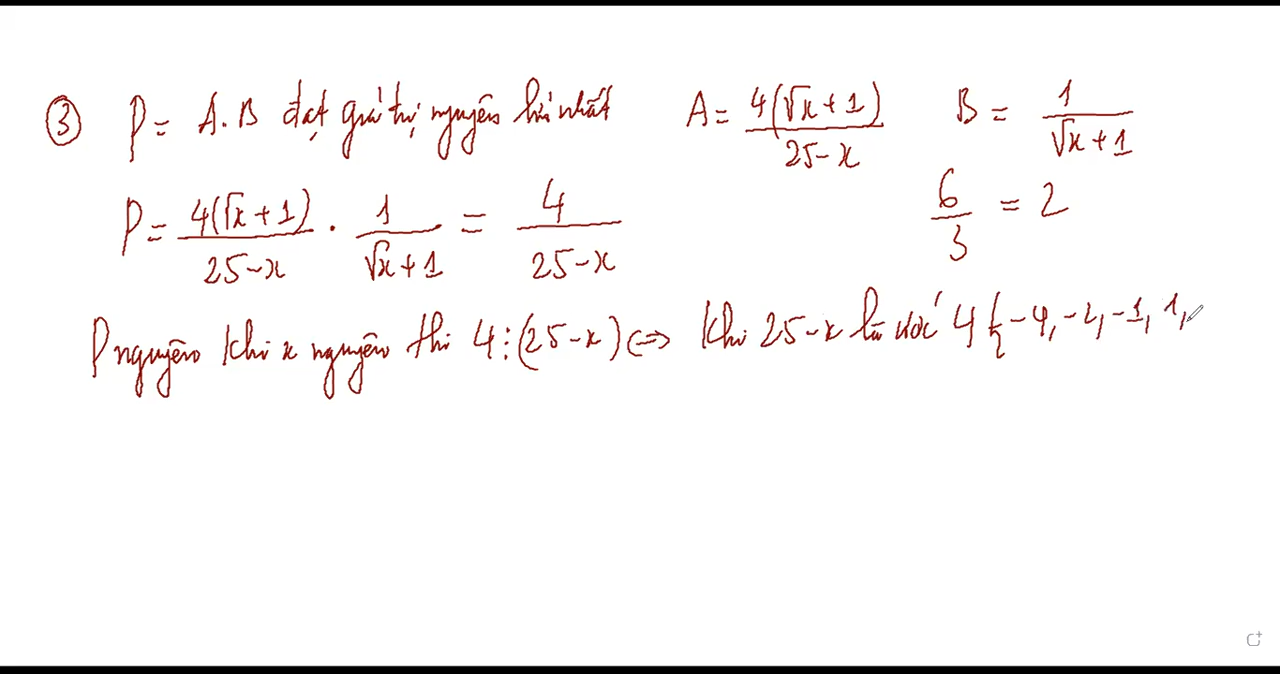 ③ P = A.B đạt giá trị nguyên lớn nhất A = 4(√x + 1) / 25 - x B = 1 / √x + 1
P = 4(√x + 1) / 25 - x . 1 / √x + 1 = 4 / 25 - x 6 / 3 = 2
P nguyên khi x nguyên thì 4 ⋮ (25 - x) <=> khi 25 - x là ước 4 { -4, -2, -1, 1,